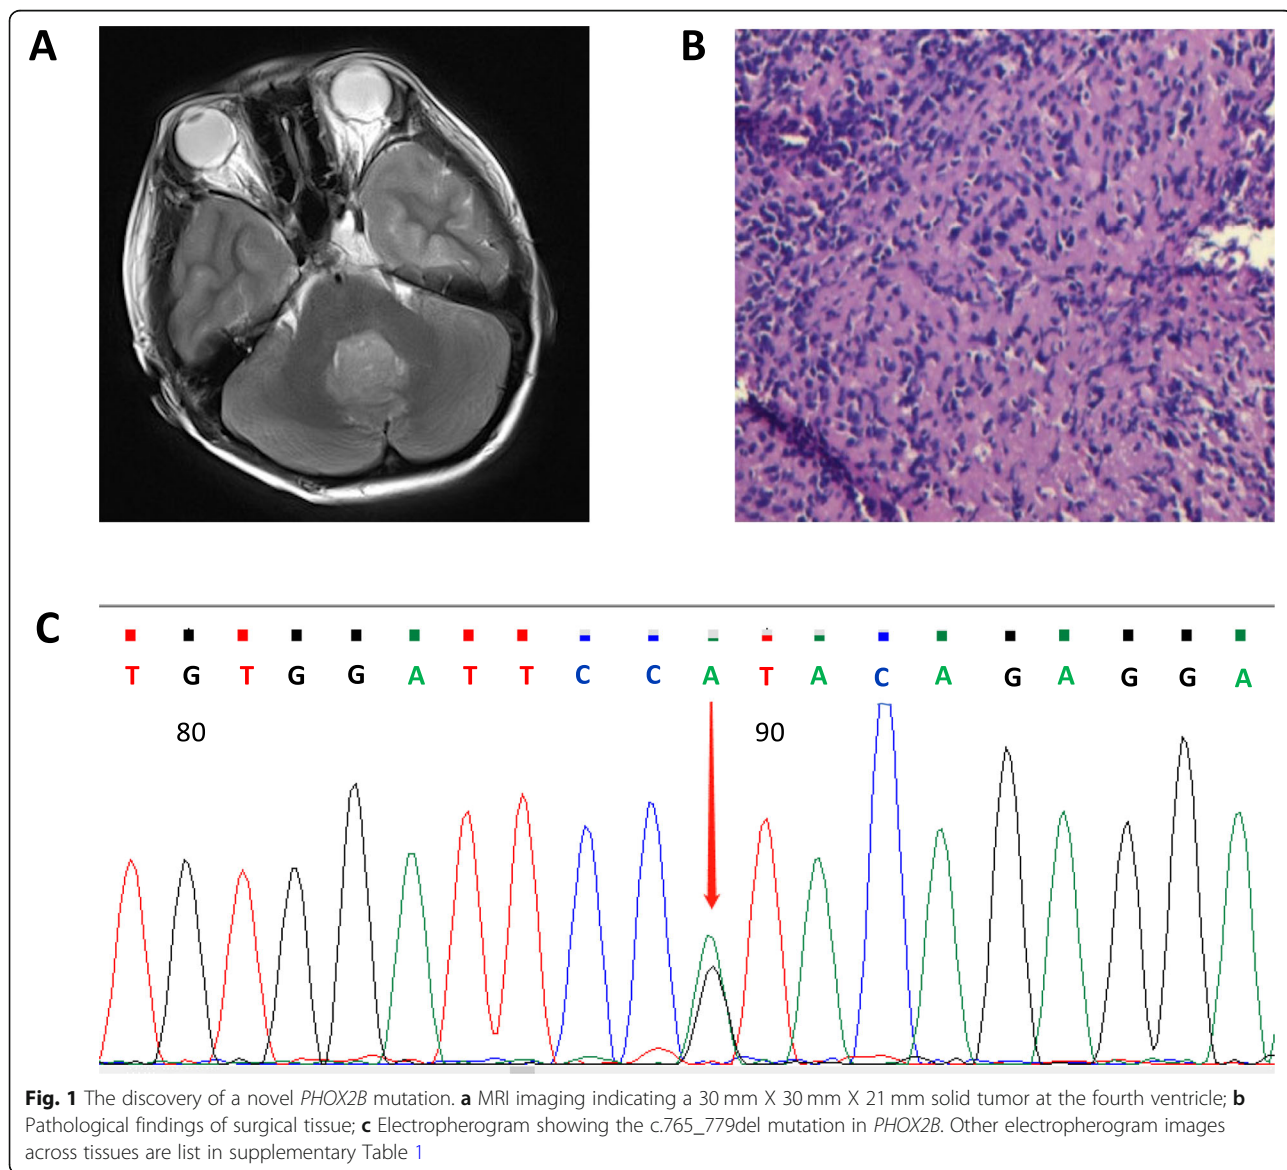 A
B
C
T G T G G A T T C C A T A C A G A G G A
80 90
Fig. 1 The discovery of a novel PHOX2B mutation. a MRI imaging indicating a 30 mm X 30 mm X 21 mm solid tumor at the fourth ventricle; b
Pathological findings of surgical tissue; c Electropherogram showing the c.765_779del mutation in PHOX2B. Other electropherogram images
across tissues are list in supplementary Table 1